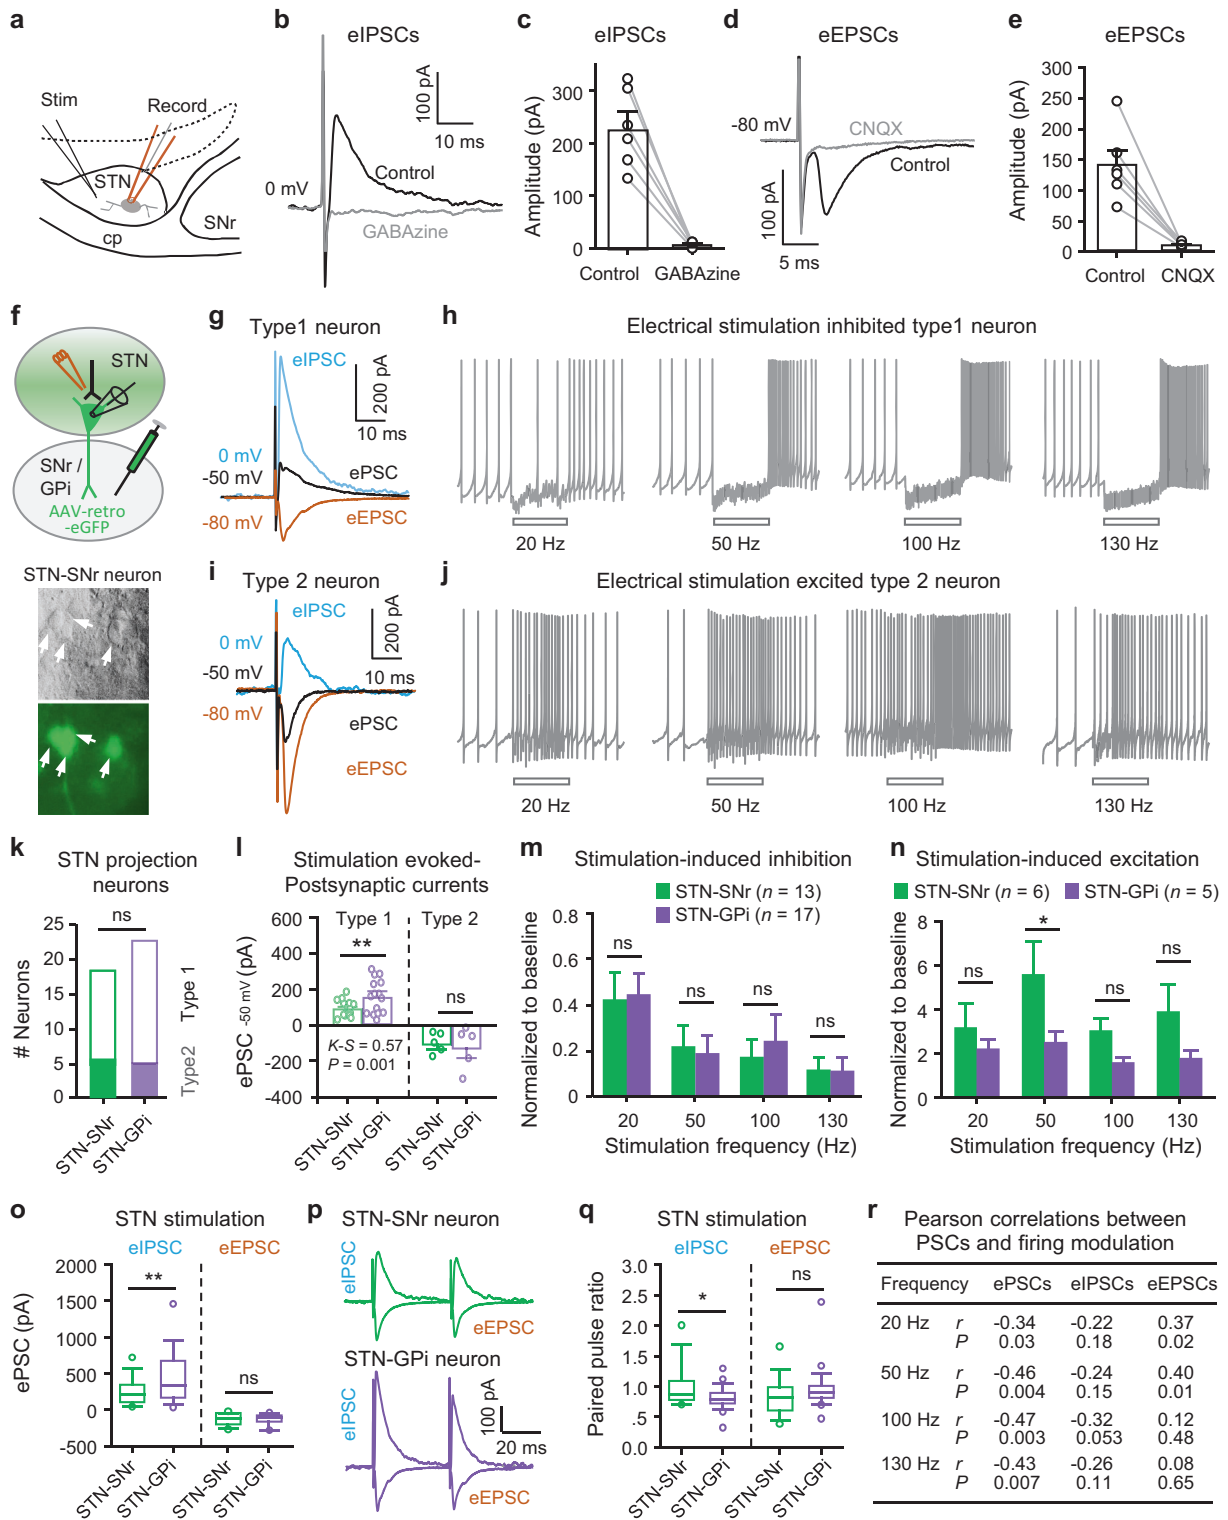 a
Stim
Record
STN
SNr
cp
b
eIPSCs
100 pA
10 ms
Control
0 mV
GABAzine
c
eIPSCs
Amplitude (pA)
300
200
100
0
Control
GABAzine
d
eEPSCs
-80 mV
CNQX
Control
100 pA
5 ms
e
eEPSCs
Amplitude (pA)
300
250
200
150
100
50
0
Control
CNQX
f
STN
SNr /
GPi
AAV-retro
-eGFP
STN-SNr neuron
g
Type1 neuron
eIPSC
200 pA
10 ms
0 mV
-50 mV
ePSC
-80 mV
eEPSC
h
Electrical stimulation inhibited type1 neuron
20 Hz
50 Hz
100 Hz
130 Hz
i
Type 2 neuron
eIPSC
200 pA
0 mV
-50 mV
10 ms
-80 mV
ePSC
eEPSC
j
Electrical stimulation excited type 2 neuron
20 Hz
50 Hz
100 Hz
130 Hz
k
STN projection
neurons
ns
# Neurons
25
20
15
10
5
0
Type2
Type 1
STN-SNr
STN-GPi
l
Stimulation evoked-
Postsynaptic currents
Type 1
Type 2
ePSC -50 mV (pA)
600
400
200
0
-200
-400
**
ns
K-S = 0.57
P = 0.001
STN-SNr
STN-GPi
STN-SNr
STN-GPi
m
Stimulation-induced inhibition
STN-SNr (n = 13)
STN-GPi (n = 17)
Normalized to baseline
0.8
0.6
0.4
0.2
0
ns
ns
ns
ns
20
50
100
130
Stimulation frequency (Hz)
n
Stimulation-induced excitation
STN-SNr (n = 6)
STN-GPi (n = 5)
Normalized to baseline
8
6
4
2
0
ns
*
ns
ns
20
50
100
130
Stimulation frequency (Hz)
o
STN stimulation
eIPSC
eEPSC
ePSC (pA)
2000
1500
1000
500
0
-500
**
ns
STN-SNr
STN-GPi
STN-SNr
STN-GPi
p
STN-SNr neuron
eIPSC
eEPSC
STN-GPi neuron
eIPSC
100 pA
20 ms
eEPSC
q
STN stimulation
eIPSC
eEPSC
Paired pulse ratio
3.0
2.5
2.0
1.5
1.0
.5
0.0
*
ns
STN-SNr
STN-GPi
STN-SNr
STN-GPi
r
Pearson correlations between
PSCs and firing modulation
Frequency ePSCs eIPSCs eEPSCs
20 Hz r -0.34 -0.22 0.37
P 0.03 0.18 0.02
50 Hz r -0.46 -0.24 0.40
P 0.004 0.15 0.01
100 Hz r -0.47 -0.32 0.12
P 0.003 0.053 0.48
130 Hz r -0.43 -0.26 0.08
P 0.007 0.11 0.65